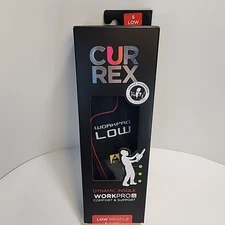 S
LOW
CUR
REX
WORKPRO
LOW
DYNAMIC INSOLE
WORKPRO
COMFORT & SUPPORT
LOW PROFILE